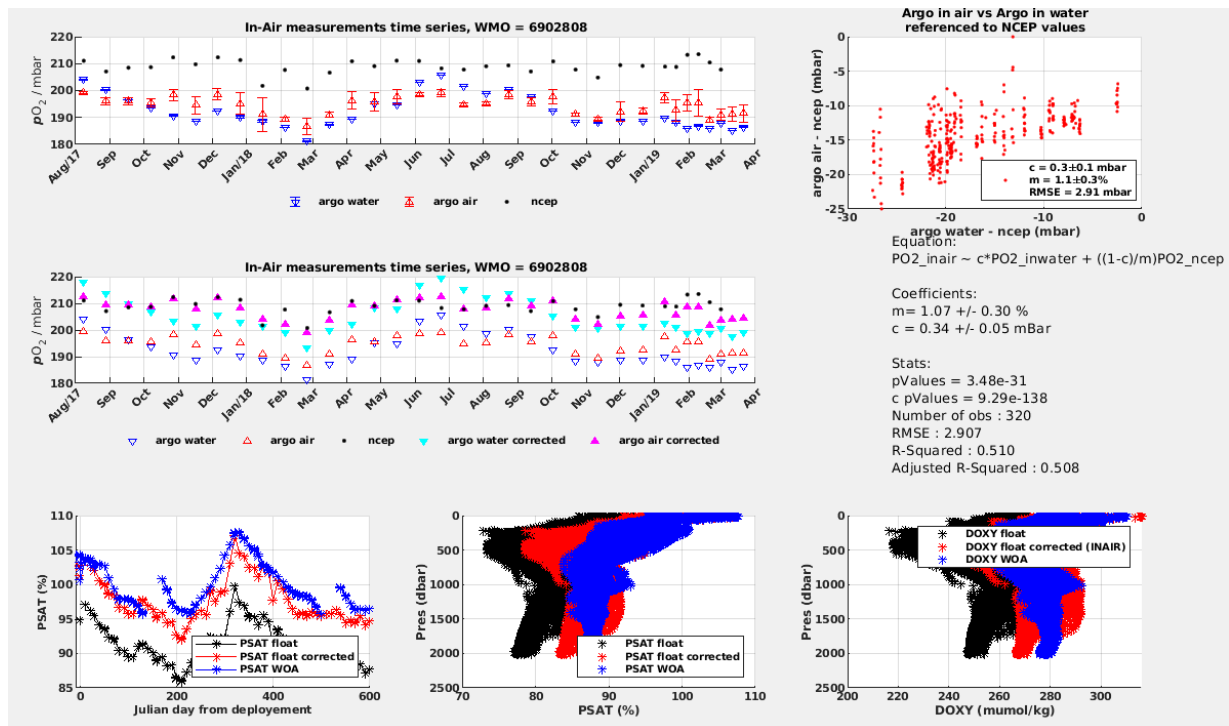 In-Air measurements time series, WMO = 6902808
pO2 / mbar
220
210
200
190
180
Aug/17 Sep Oct Nov Dec Jan/18 Feb Mar Apr May Jun Jul Aug Sep Oct Nov Dec Jan/19 Feb Mar Apr
argo water argo air ncep
Argo in air vs Argo in water
referenced to NCEP values
argo air - ncep (mbar)
0
-5
-10
-15
-20
-25
c = 0.3±0.1 mbar
m = 1.1±0.3%
RMSE = 2.91 mbar
-30 -20 -10 0
argo water - ncep (mbar)
Equation:
PO2_inair ~ c*PO2_inwater + ((1-c)/m)PO2_ncep
Coefficients:
m= 1.07 +/- 0.30 %
c = 0.34 +/- 0.05 mBar
Stats:
pValues = 3.48e-31
c pValues = 9.29e-138
Number of obs : 320
RMSE : 2.907
R-Squared : 0.510
Adjusted R-Squared : 0.508
In-Air measurements time series, WMO = 6902808
pO2 / mbar
220
210
200
190
180
Aug/17 Sep Oct Nov Dec Jan/18 Feb Mar Apr May Jun Jul Aug Sep Oct Nov Dec Jan/19 Feb Mar Apr
argo water argo air ncep argo water corrected argo air corrected
PSAT (%)
110
105
100
95
90
85
PSAT float
PSAT float corrected
PSAT WOA
0 200 400 600
Julian day from deployement
Pres (dbar)
0
500
1000
1500
2000
2500
PSAT float
PSAT float corrected
PSAT WOA
70 80 90 100 110
PSAT (%)
Pres (dbar)
0
500
1000
1500
2000
2500
DOXY float
DOXY float corrected (INAIR)
DOXY WOA
200 220 240 260 280 300
DOXY (mumol/kg)